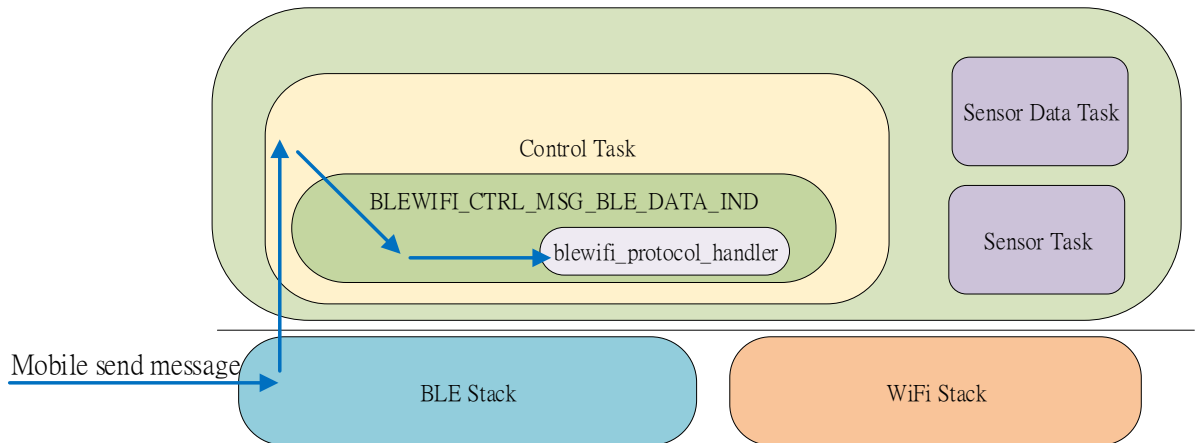 Sensor Data Task
Control Task
BLEWIFI_CTRL_MSG_BLE_DATA_IND
Sensor Task
blewifi_protocol_handler
Mobile send message
BLE Stack
WiFi Stack